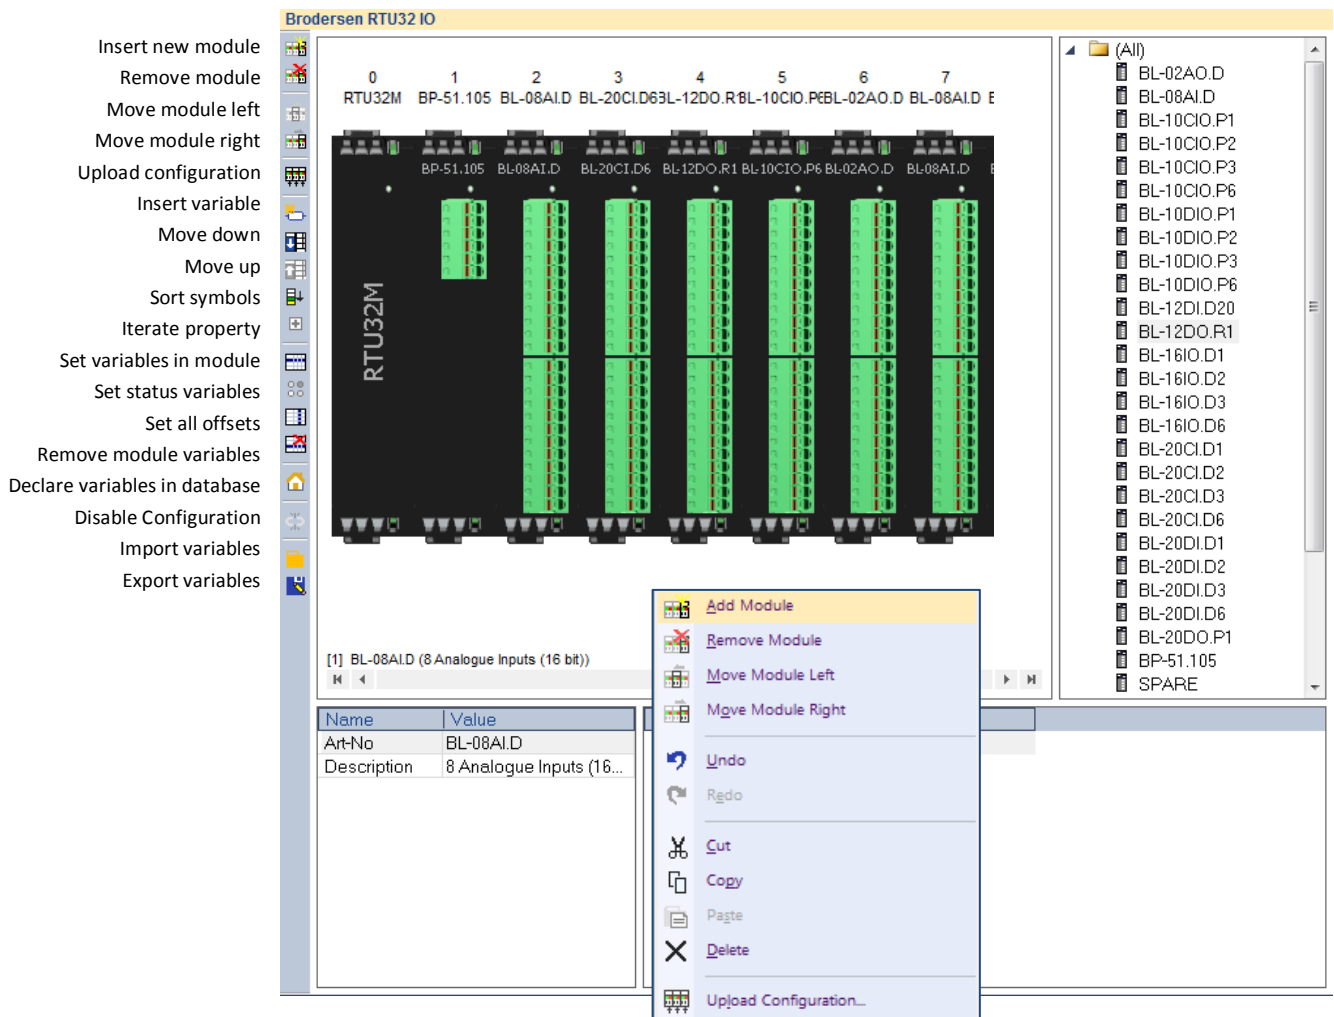 Brodersen RTU32 IO
Insert new module
Remove module
Move module left
Move module right
Upload configuration
Insert variable
Move down
Move up
Sort symbols
Iterate property
Set variables in module
Set status variables
Set all offsets
Remove module variables
Declare variables in database
Disable Configuration
Import variables
Export variables
0 1 2 3 4 5 6 7
RTU32M BP-51.105 BL-08AI.D BL-20CI.D6 BL-12DO.R1 BL-10CIO.P6 BL-02AO.D BL-08AI.D
BP-51.105 BL-08AI.D BL-20CI.D6 BL-12DO.R1 BL-10CIO.P6 BL-02AO.D BL-08AI.D
RTU32M
[1] BL-08AI.D (8 Analogue Inputs (16 bit))
Name Value
Art-No BL-08AI.D
Description 8 Analogue Inputs (16...
Add Module
Remove Module
Move Module Left
Move Module Right
Undo
Redo
Cut
Copy
Paste
Delete
Upload Configuration...
(All)
BL-02AO.D
BL-08AI.D
BL-10CIO.P1
BL-10CIO.P2
BL-10CIO.P3
BL-10CIO.P6
BL-10DIO.P1
BL-10DIO.P2
BL-10DIO.P3
BL-10DIO.P6
BL-12DI.D20
BL-12DO.R1
BL-16IO.D1
BL-16IO.D2
BL-16IO.D3
BL-16IO.D6
BL-20CI.D1
BL-20CI.D2
BL-20CI.D3
BL-20CI.D6
BL-20DI.D1
BL-20DI.D2
BL-20DI.D3
BL-20DI.D6
BL-20DO.P1
BP-51.105
SPARE